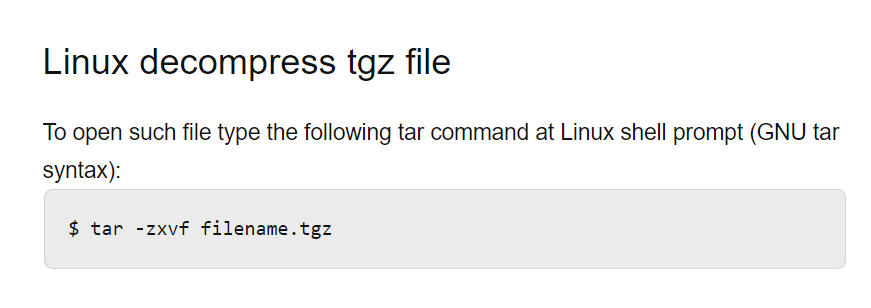 Linux decompress tgz file
To open such file type the following tar command at Linux shell prompt (GNU tar
syntax):
$ tar -zxvf filename.tgz